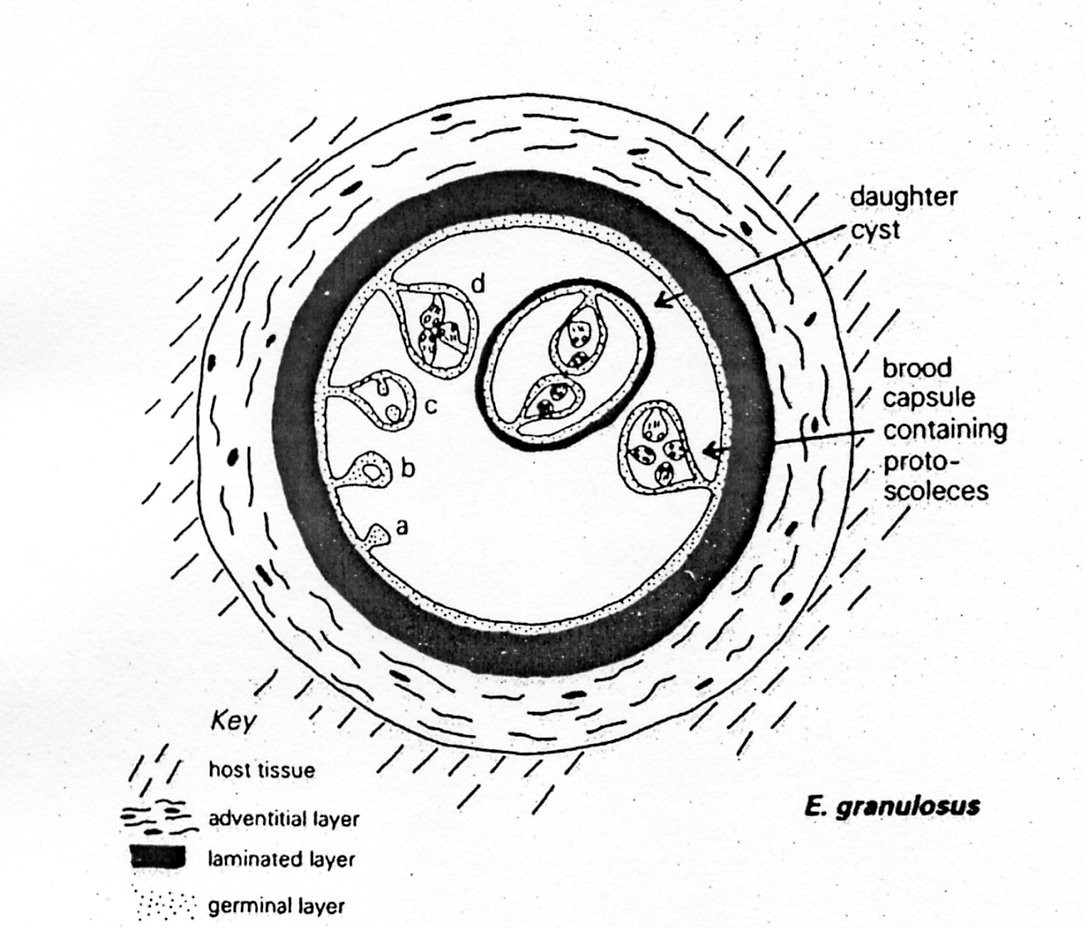 daughter
cyst
d
brood
capsule
containing
proto-
scoleces
c
b
a
Key
host tissue
adventitial layer
laminated layer
germinal layer
E. granulosus